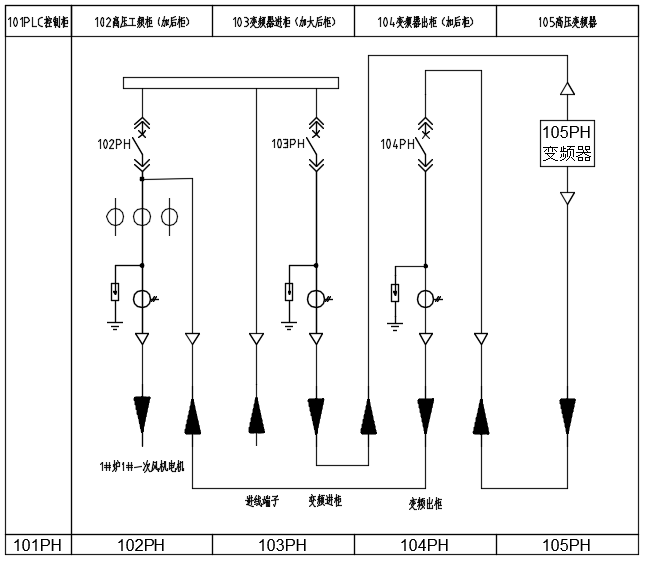 101PLC控制柜
102高压工频柜（加后柜）
103变频器进柜（加大后柜）
104变频器出柜（加后柜）
105高压变频器
102PH
103PH
104PH
105PH
变频器
1#炉1#一次风机电机
进线端子
变频进柜
变频出柜
101PH
102PH
103PH
104PH
105PH